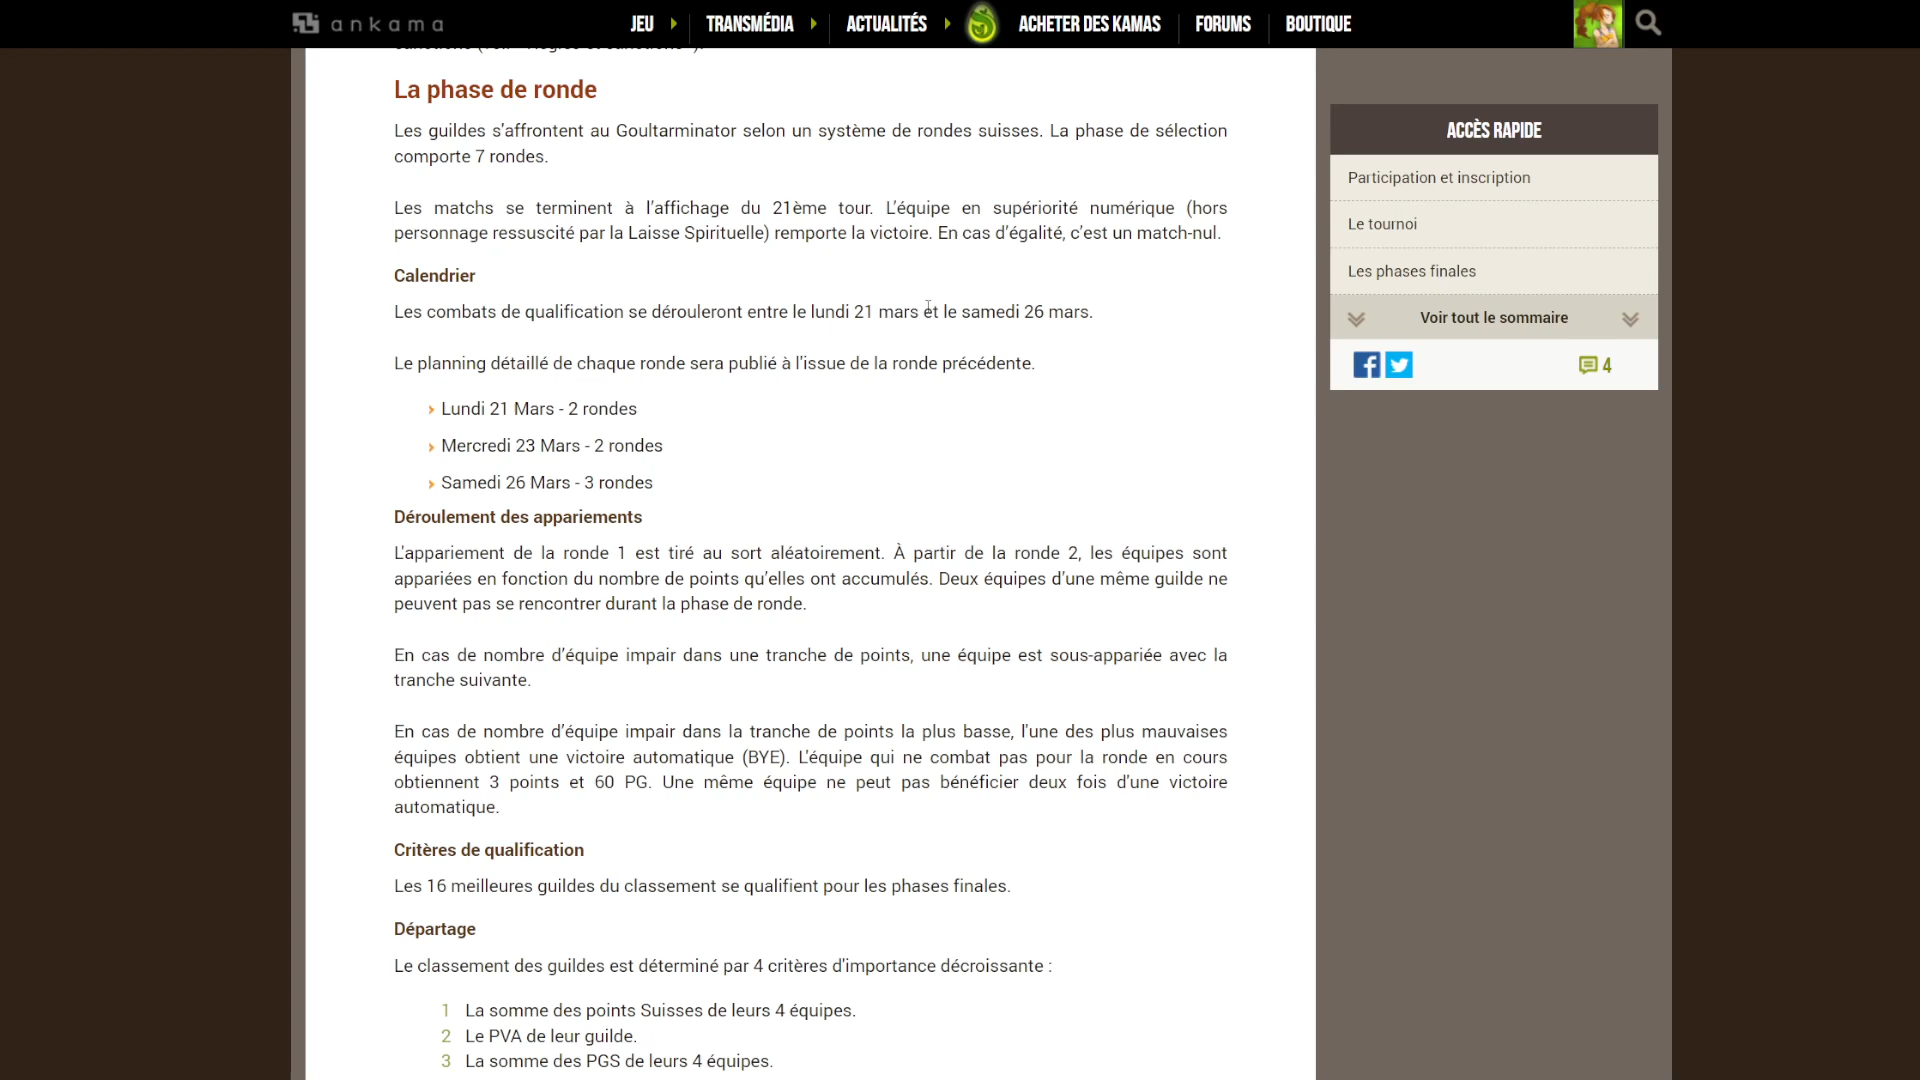 ankama
JEU
TRANSMÉDIA
ACTUALITÉS
ACHETER DES KAMAS
FORUMS
BOUTIQUE
La phase de ronde
Les guildes s'affrontent au Goultarminator selon un système de rondes suisses. La phase de sélection
comporte 7 rondes.
Les matchs se terminent à l'affichage du 21ème tour. L'équipe en supériorité numérique (hors
personnage ressuscité par la Laisse Spirituelle) remporte la victoire. En cas d'égalité, c'est un match-nul.
Calendrier
Les combats de qualification se dérouleront entre le lundi 21 mars et le samedi 26 mars.
Le planning détaillé de chaque ronde sera publié à l'issue de la ronde précédente.
Lundi 21 Mars - 2 rondes
Mercredi 23 Mars - 2 rondes
Samedi 26 Mars - 3 rondes
Déroulement des appariements
L'appariement de la ronde 1 est tiré au sort aléatoirement. À partir de la ronde 2, les équipes sont
appariées en fonction du nombre de points qu'elles ont accumulés. Deux équipes d'une même guilde ne
peuvent pas se rencontrer durant la phase de ronde.
En cas de nombre d'équipe impair dans une tranche de points, une équipe est sous-appariée avec la
tranche suivante.
En cas de nombre d'équipe impair dans la tranche de points la plus basse, l'une des plus mauvaises
équipes obtient une victoire automatique (BYE). L'équipe qui ne combat pas pour la ronde en cours
obtiennent 3 points et 60 PG. Une même équipe ne peut pas bénéficier deux fois d'une victoire
automatique.
Critères de qualification
Les 16 meilleures guildes du classement se qualifient pour les phases finales.
Départage
Le classement des guildes est déterminé par 4 critères d'importance décroissante :
1 La somme des points Suisses de leurs 4 équipes.
2 Le PVA de leur guilde.
3 La somme des PGS de leurs 4 équipes.
ACCÈS RAPIDE
Participation et inscription
Le tournoi
Les phases finales
Voir tout le sommaire
4